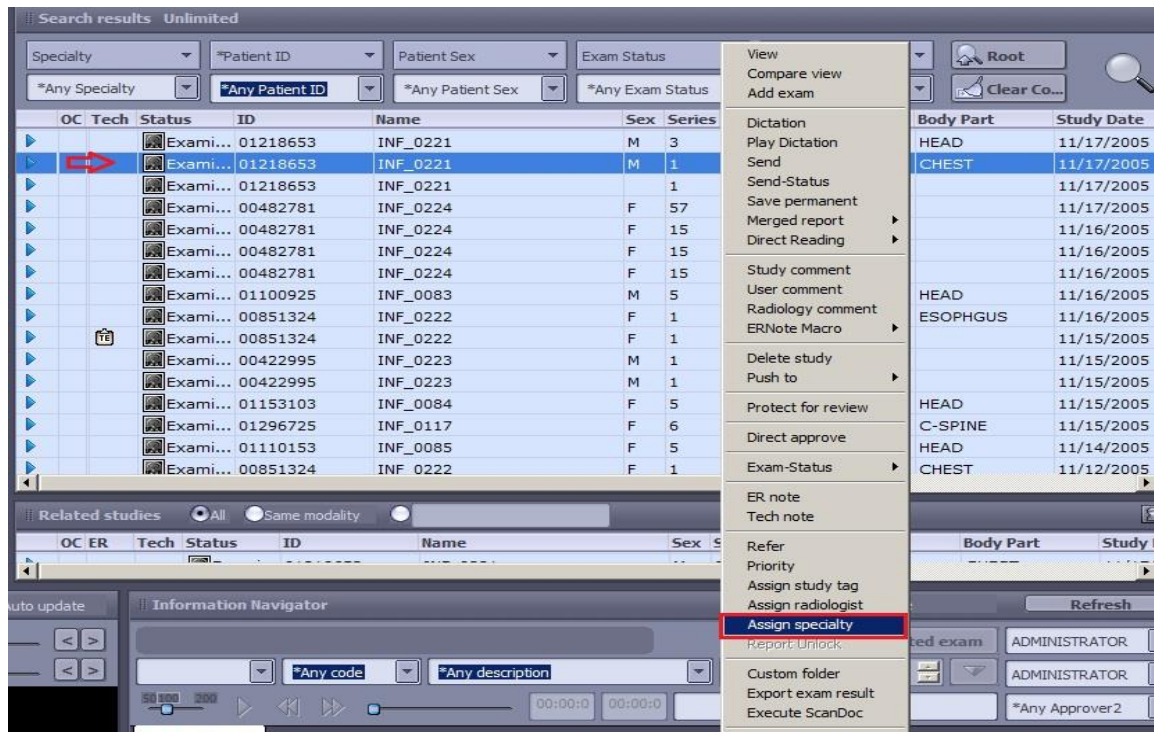 Search results Unlimited
Specialty *Patient ID Patient Sex Exam Status Root
*Any Specialty *Any Patient ID *Any Patient Sex *Any Exam Status Clear Co...
OC Tech Status ID Name Sex Series Body Part Study Date
Exami... 01218653 INF_0221 M 3 HEAD 11/17/2005
Exami... 01218653 INF_0221 M 1 CHEST 11/17/2005
Exami... 01218653 INF_0221 1 11/17/2005
Exami... 00482781 INF_0224 F 57 11/17/2005
Exami... 00482781 INF_0224 F 15 11/16/2005
Exami... 00482781 INF_0224 F 15 11/16/2005
Exami... 00482781 INF_0224 F 15 11/16/2005
Exami... 01100925 INF_0083 M 5 HEAD 11/16/2005
Exami... 00851324 INF_0222 F 1 ESOPHGUS 11/16/2005
TE Exami... 00851324 INF_0222 F 1 11/15/2005
Exami... 00422995 INF_0223 M 1 11/15/2005
Exami... 00422995 INF_0223 M 1 11/15/2005
Exami... 01153103 INF_0084 F 5 HEAD 11/15/2005
Exami... 01296725 INF_0117 F 6 C-SPINE 11/15/2005
Exami... 01110153 INF_0085 F 5 HEAD 11/14/2005
Exami... 00851324 INF_0222 F 1 CHEST 11/12/2005
View
Compare view
Add exam
Dictation
Play Dictation
Send
Send-Status
Save permanent
Merged report
Direct Reading
Study comment
User comment
Radiology comment
ERNote Macro
Delete study
Push to
Protect for review
Direct approve
Exam-Status
ER note
Tech note
Refer
Priority
Assign study tag
Assign radiologist
Assign specialty
Report Unlock
Custom folder
Export exam result
Execute ScanDoc
Related studies All Same modality
OC ER Tech Status ID Name Sex Body Part Study
Auto update Information Navigator Refresh
< > exam ADMINISTRATOR
< > *Any code *Any description ADMINISTRATOR
50 100 200 00:00:0 00:00:0 *Any Approver2